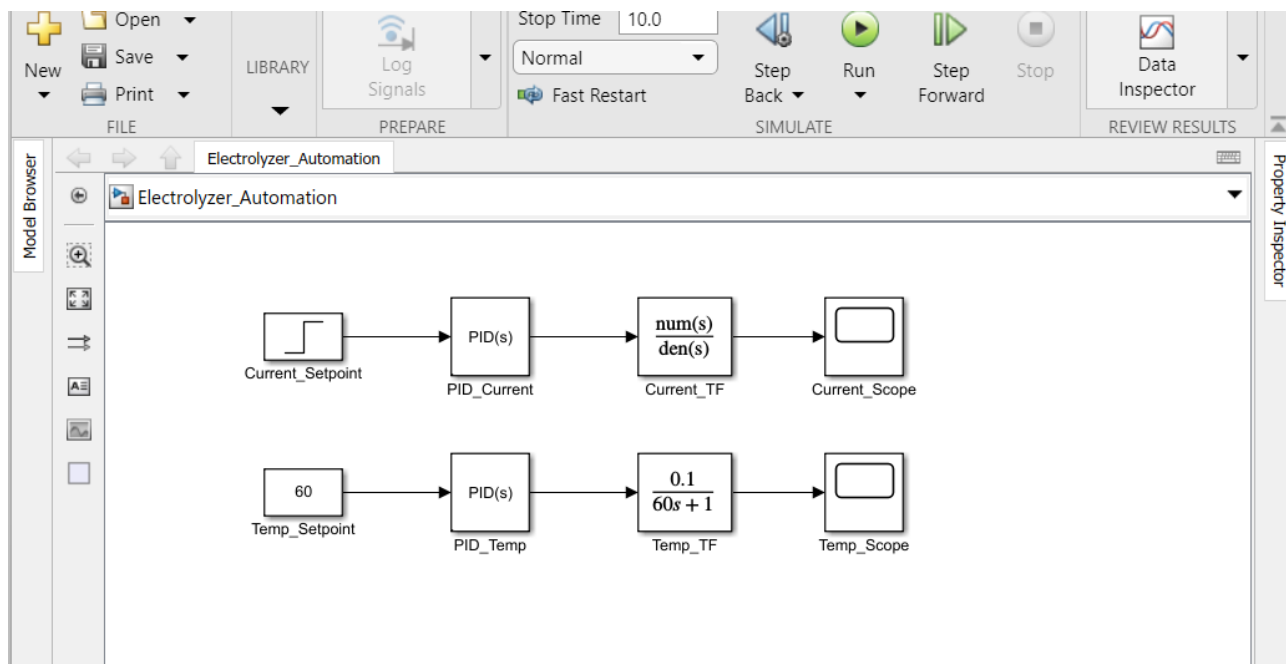 Open
Save
Print
New
FILE
LIBRARY
Log
Signals
PREPARE
Stop Time 10.0
Normal
Fast Restart
Step
Back
Run
Step
Forward
Stop
SIMULATE
Data
Inspector
REVIEW RESULTS
Model Browser
Electrolyzer_Automation
Electrolyzer_Automation
Property Inspector
Current_Setpoint
PID(s)
PID_Current
num(s)
den(s)
Current_TF
Current_Scope
60
Temp_Setpoint
PID(s)
PID_Temp
0.1
60s + 1
Temp_TF
Temp_Scope